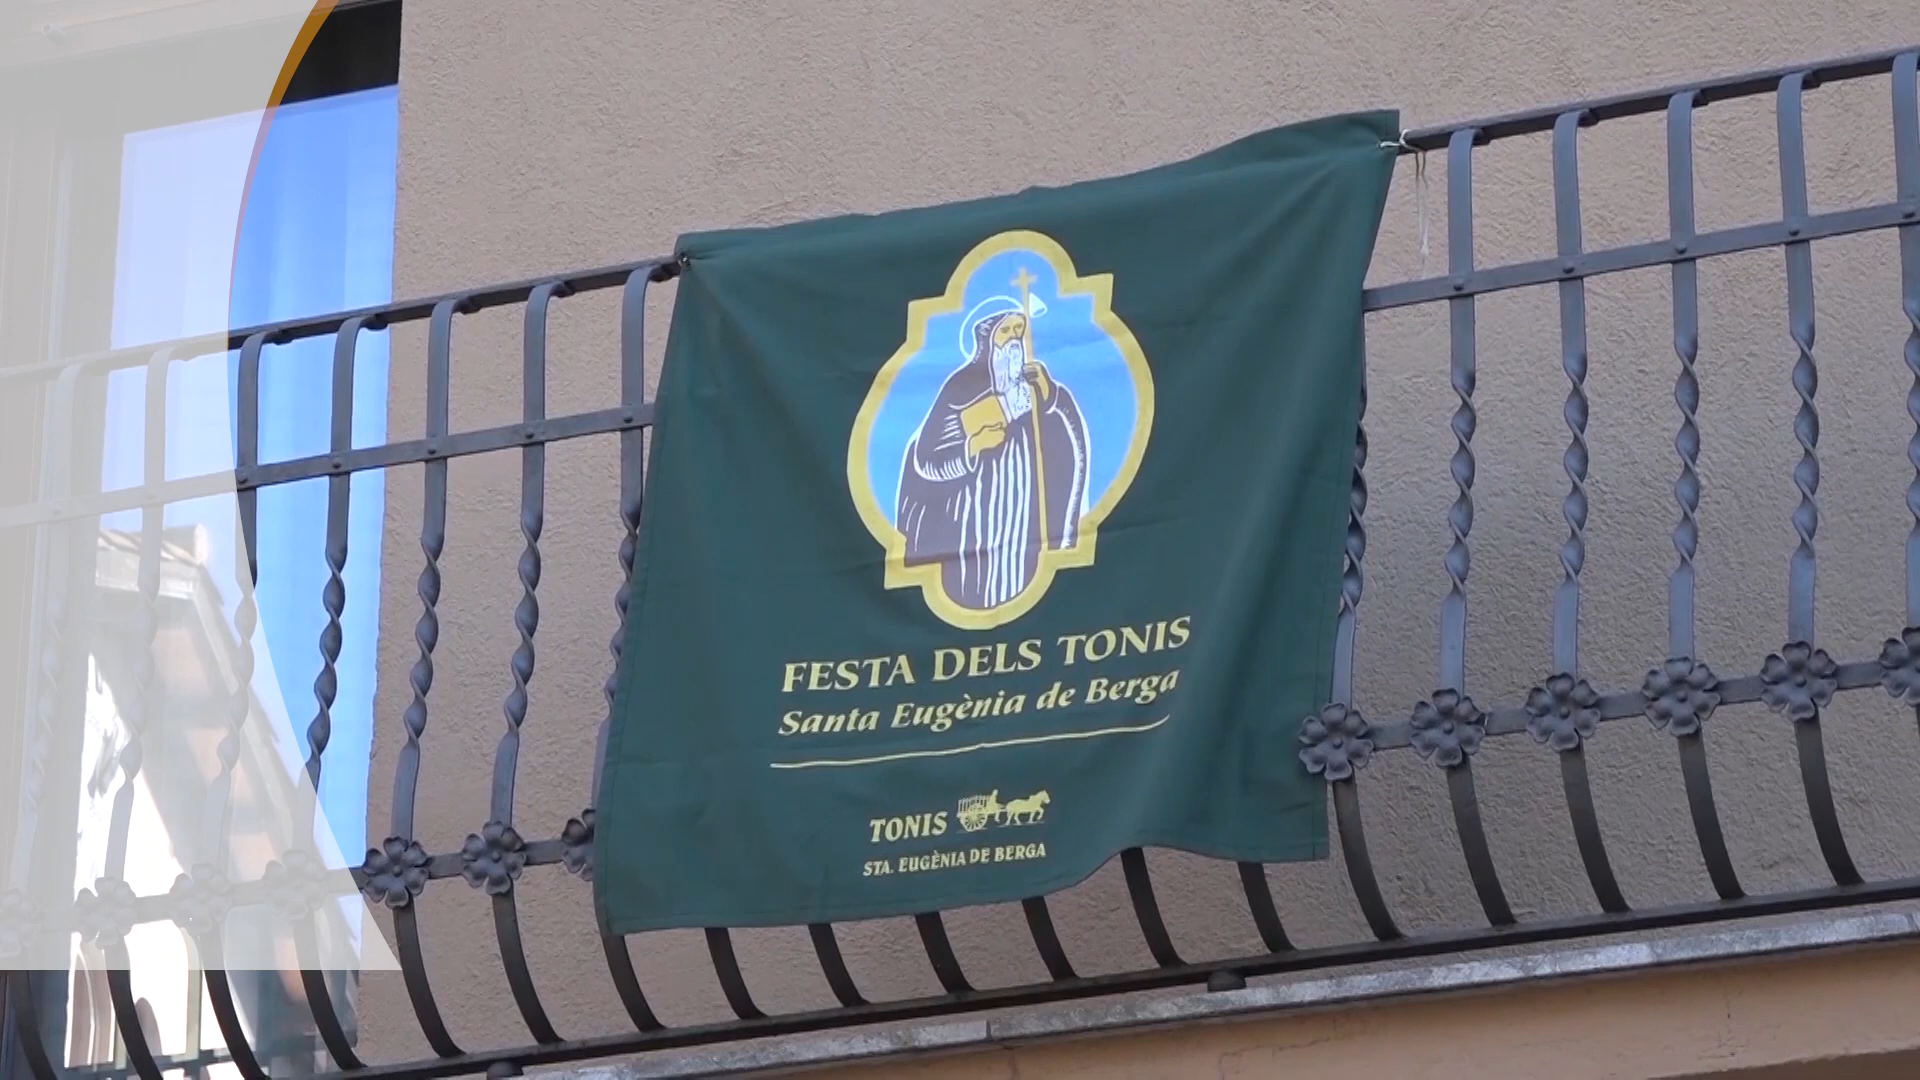 FESTA DELS TONIS
Santa Eugènia de Berga
TONIS
STA. EUGÈNIA DE BERGA